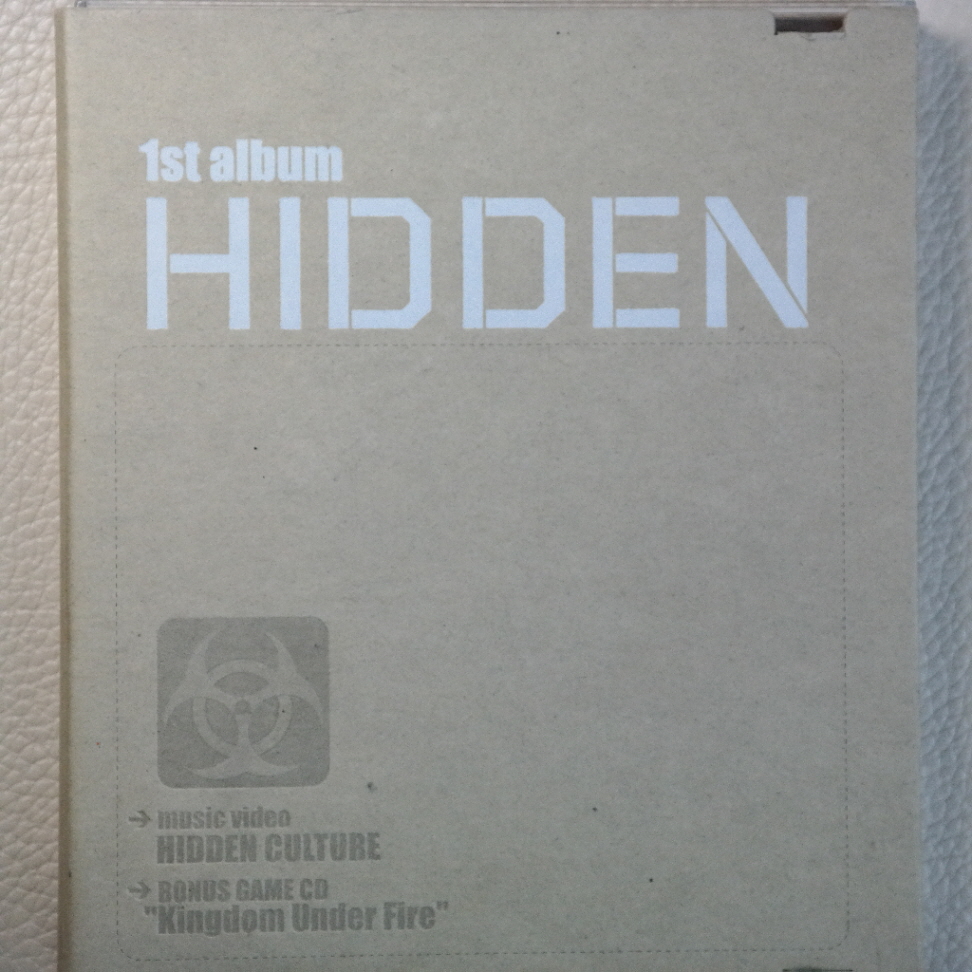 1st album
HIDDEN
→ music video
HIDDEN CULTURE
→ BONUS GAME CD
"Kingdom Under Fire"